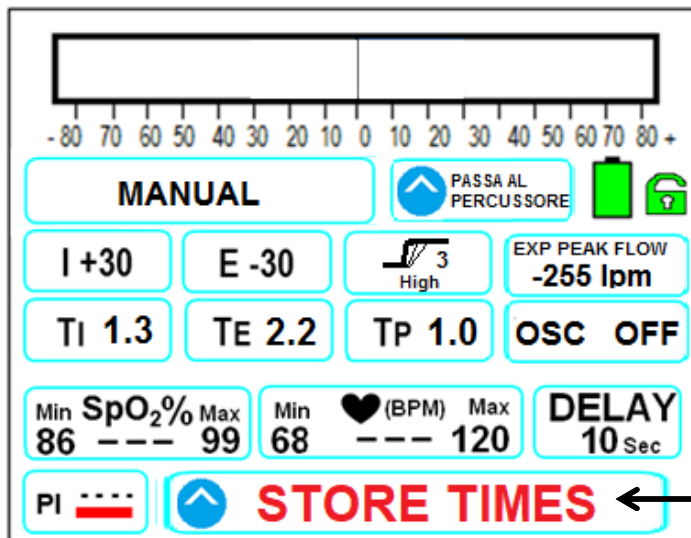 - 80 70 60 50 40 30 20 10 0 10 20 30 40 50 60 70 80 +
MANUAL
PASSA AL
PERCUSSORE
I +30
E -30
3
High
EXP PEAK FLOW
-255 lpm
TI 1.3
TE 2.2
TP 1.0
OSC OFF
Min SpO₂% Max
86 --- 99
Min (BPM) Max
68 --- 120
DELAY
10 Sec
PI
STORE TIMES